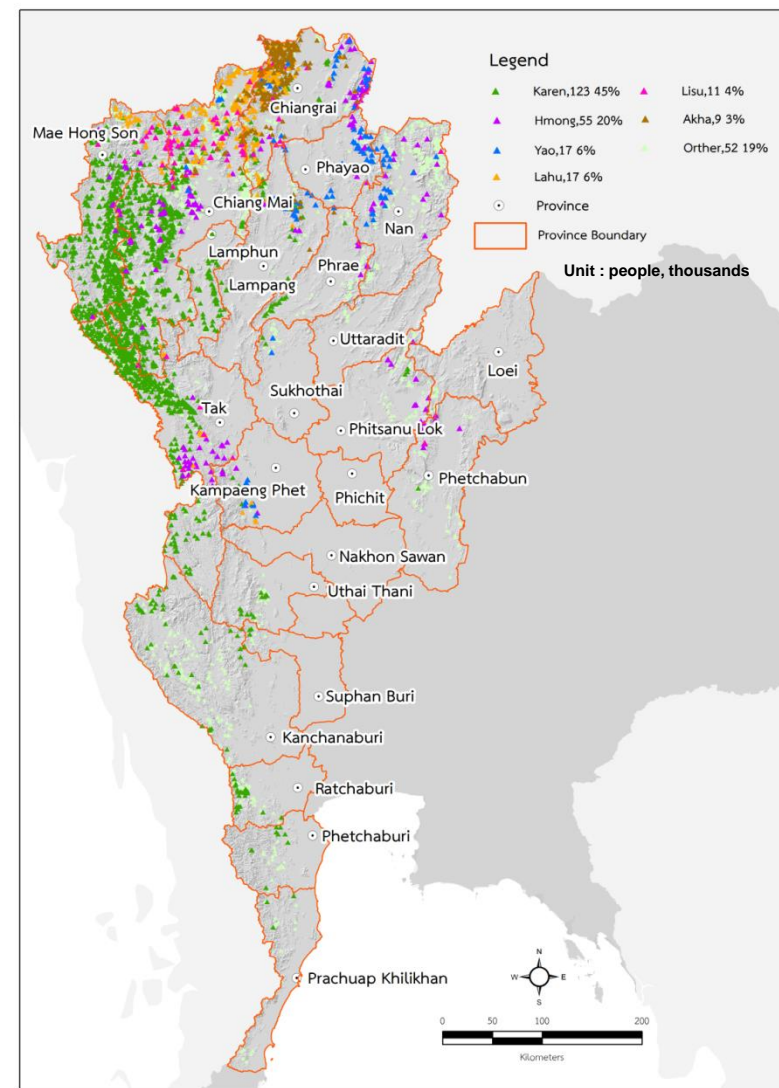 Legend
Karen,123 45%
Lisu,11 4%
Hmong,55 20%
Akha,9 3%
Yao,17 6%
Orther,52 19%
Lahu,17 6%
Province
Province Boundary
Unit : people, thousands
Chiangrai
Mae Hong Son
Phayao
Chiang Mai
Nan
Lamphun
Phrae
Lampang
Uttaradit
Loei
Sukhothai
Tak
Phitsanu Lok
Phetchabun
Kampaeng Phet
Phichit
Nakhon Sawan
Uthai Thani
Suphan Buri
Kanchanaburi
Ratchaburi
Phetchaburi
Prachuap Khilikhan
N
W E
S
0 50 100 200
Kilometers